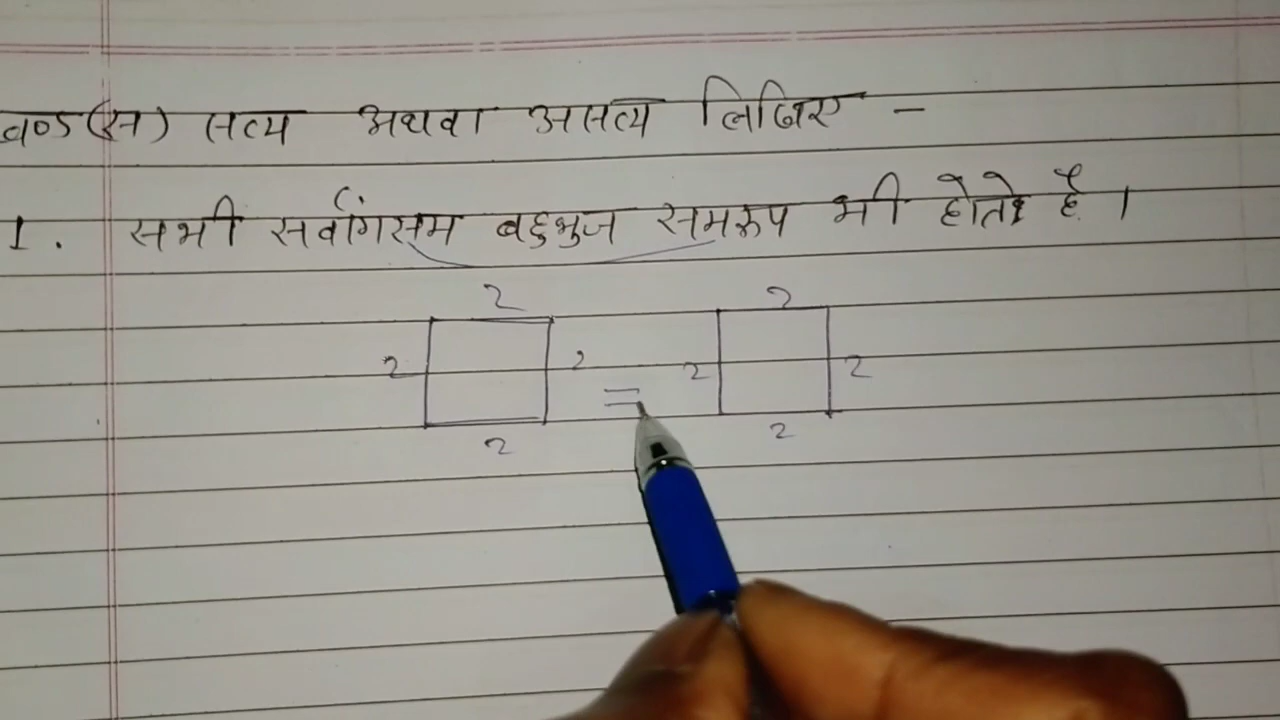 खण्ड (स) सत्य अथवा असत्य लिखिए -
1. सभी सर्वांगसम बहुभुज समरूप भी होते है।
2 2
2 2 = 2 2
2 2